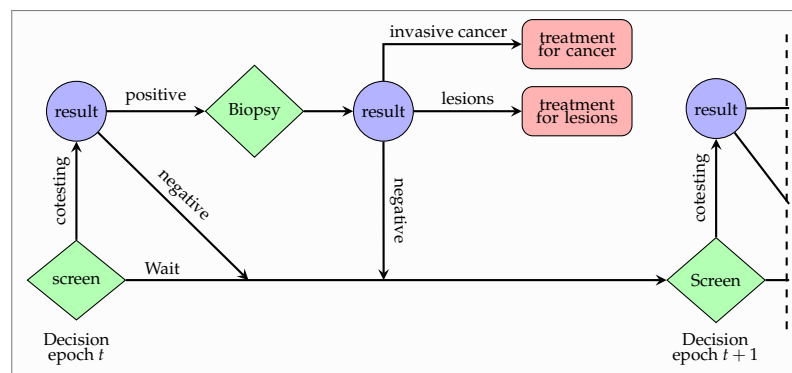 invasive cancer
treatment
for cancer
result
positive
Biopsy
result
lesions
treatment
for lesions
result
cotesting
negative
negative
cotesting
screen
Wait
Screen
Decision
epoch t
Decision
epoch t + 1